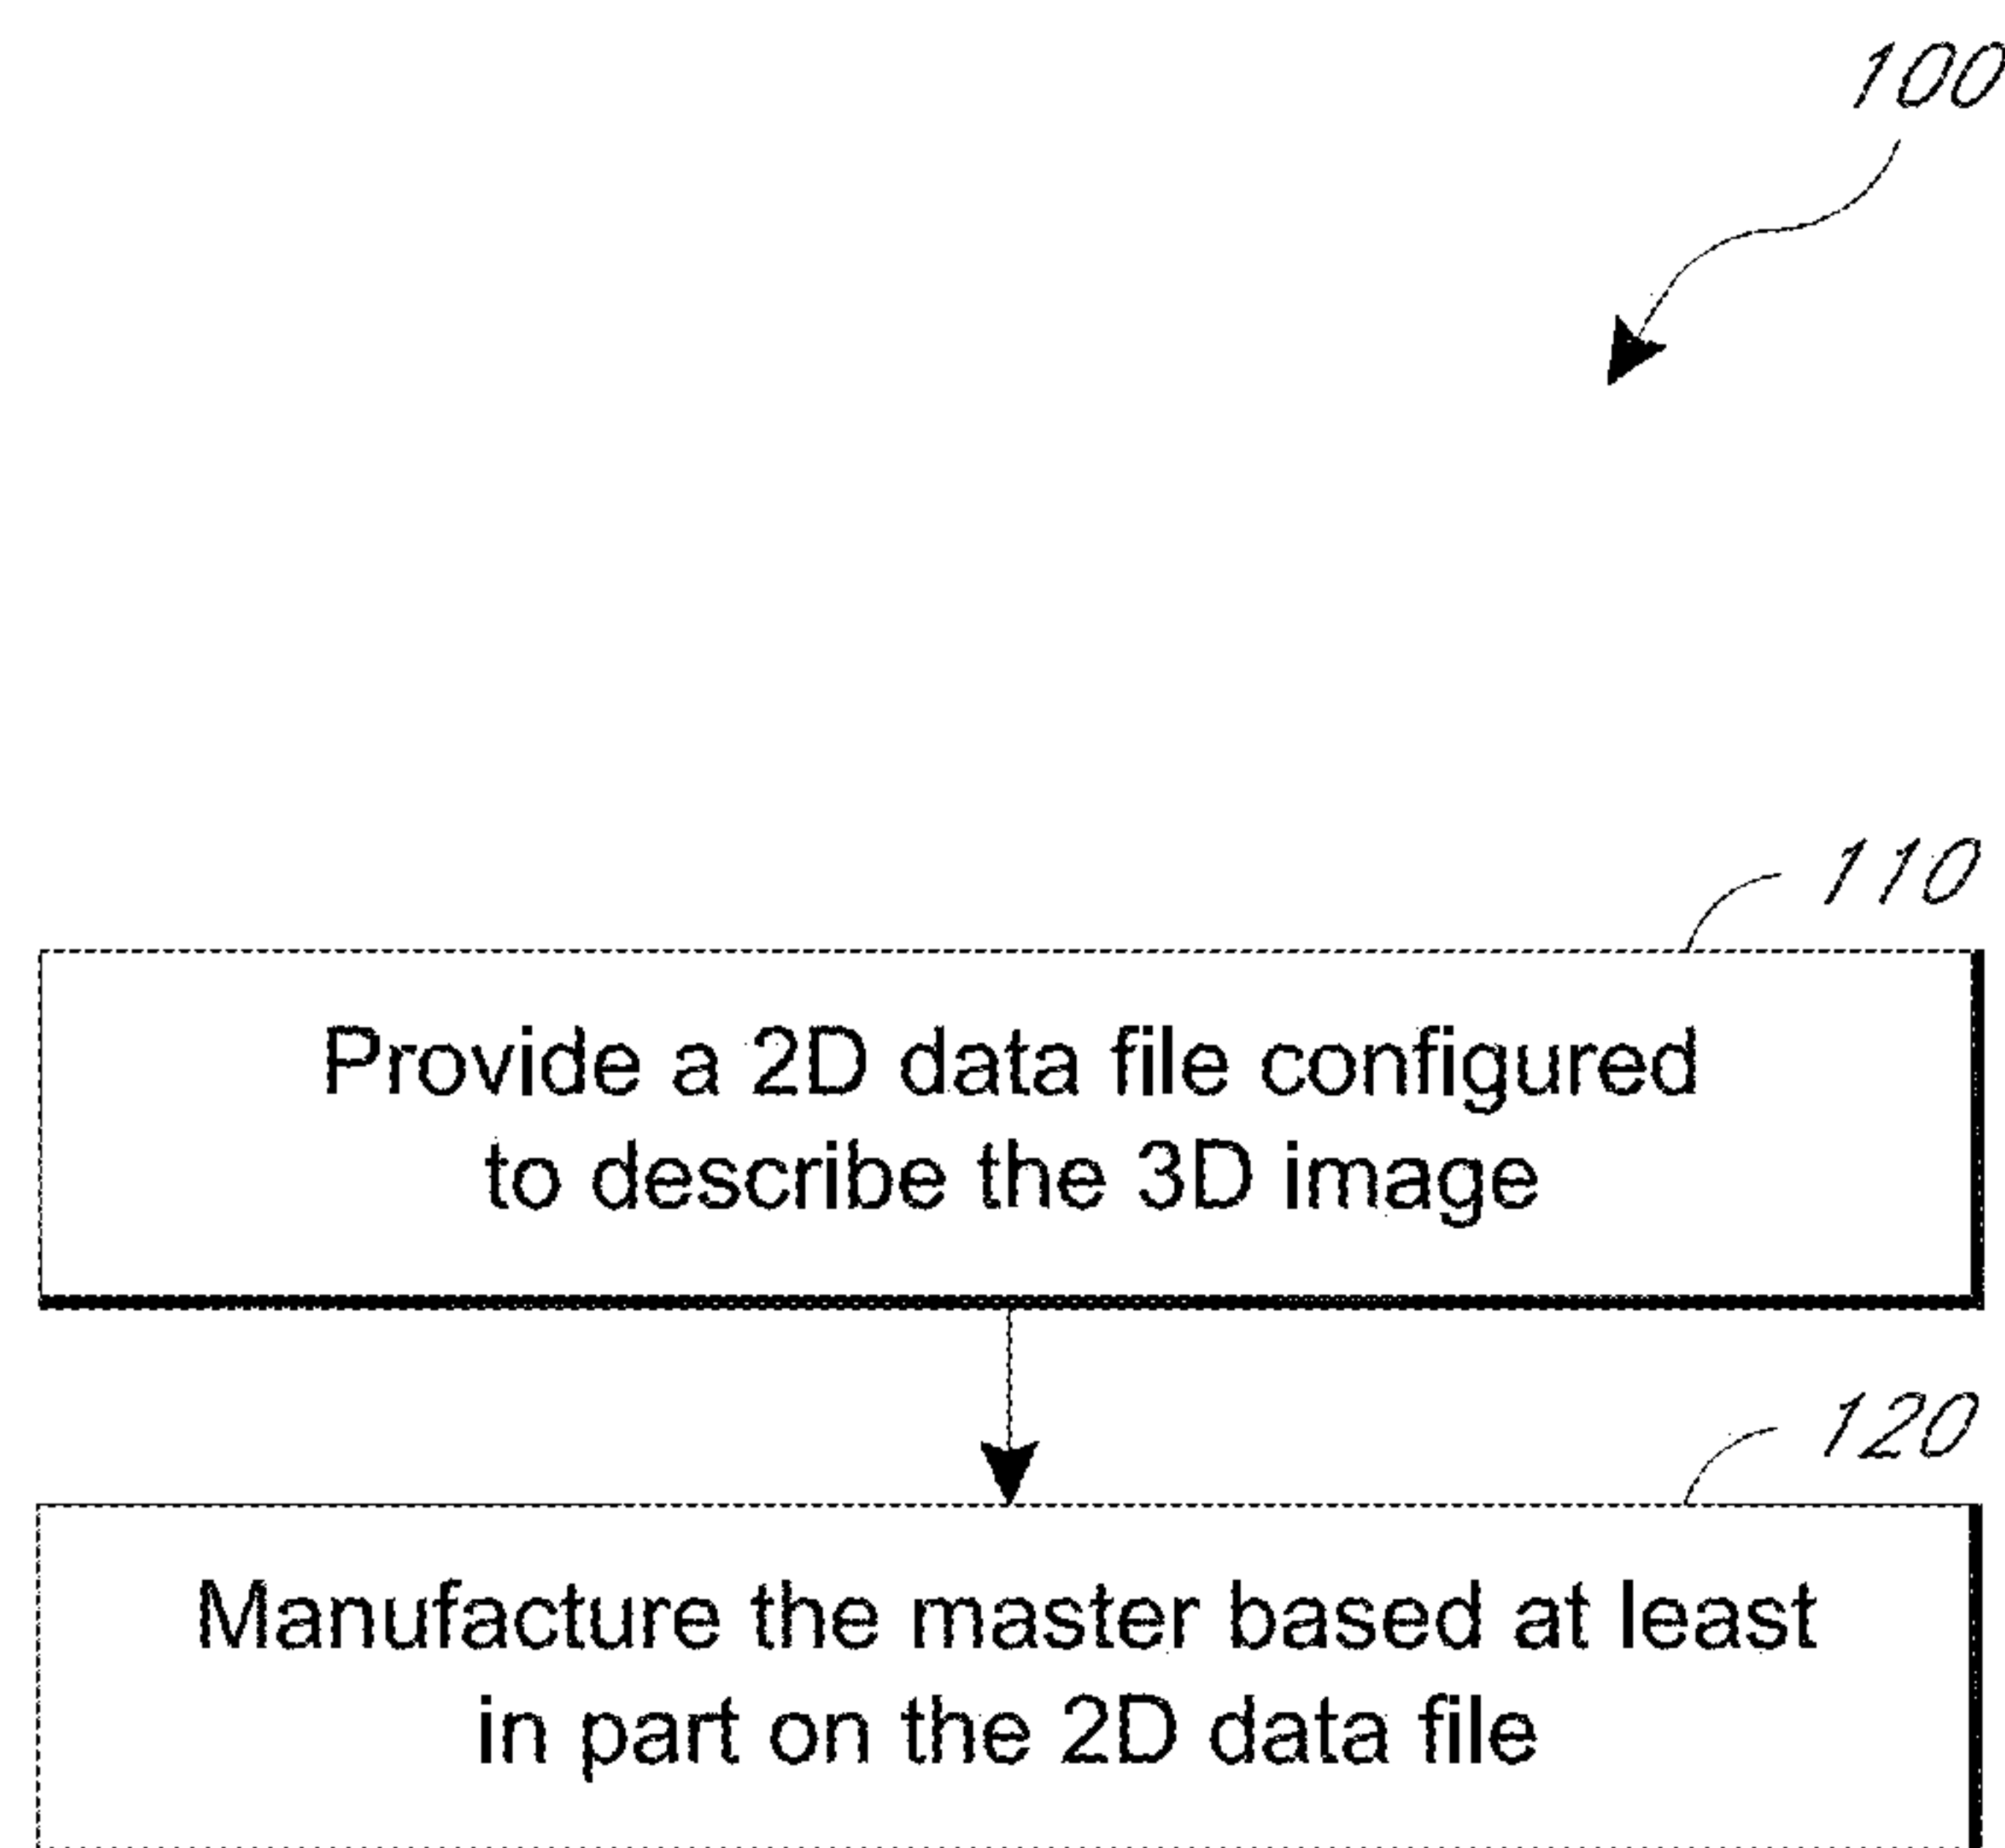 100
110
Provide a 2D data file configured
to describe the 3D image
120
Manufacture the master based at least
in part on the 2D data file